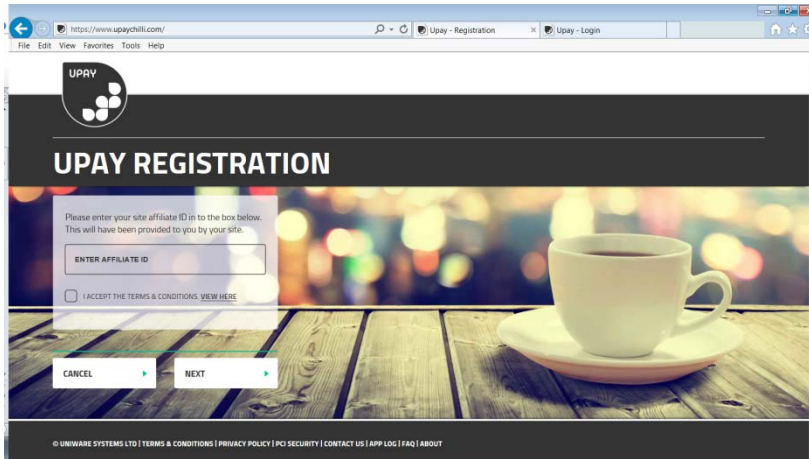 https://www.upaychilli.com/
Upay - Registration
Upay - Login
File Edit View Favorites Tools Help
UPAY
UPAY REGISTRATION
Please enter your site affiliate ID in to the box below.
This will have been provided to you by your site.
ENTER AFFILIATE ID
I ACCEPT THE TERMS & CONDITIONS. VIEW HERE
CANCEL
NEXT
© UNIWARE SYSTEMS LTD | TERMS & CONDITIONS | PRIVACY POLICY | PCI SECURITY | CONTACT US | APP LOG | FAQ | ABOUT